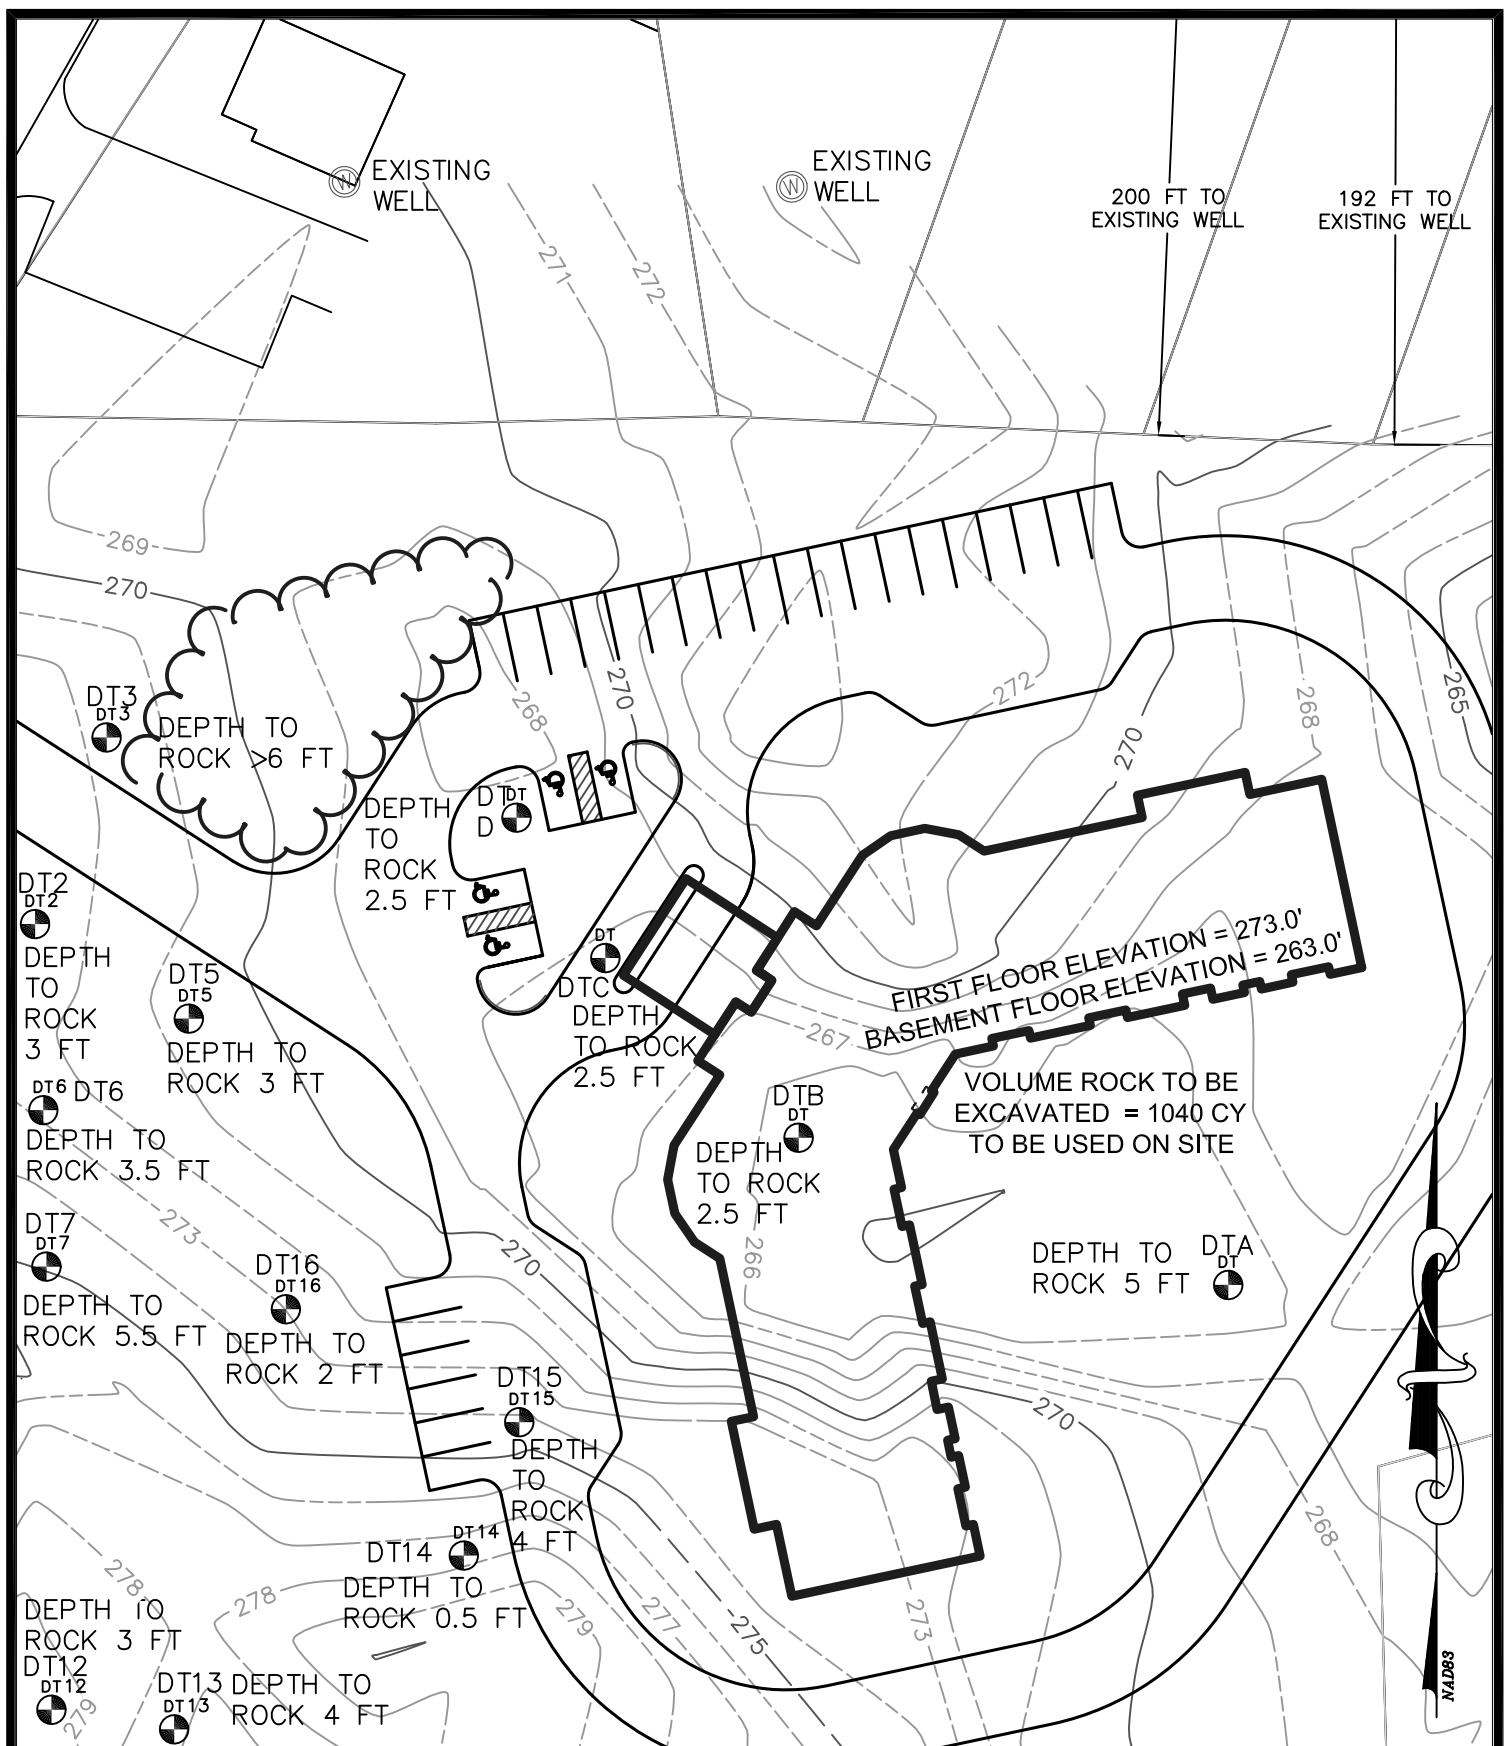 EXISTING
WELL
EXISTING
WELL
200 FT TO
EXISTING WELL
192 FT TO
EXISTING WELL
271
272
269
270
268
270
272
268
265
270
DT3
DT3
DEPTH TO
ROCK >6 FT
DEPTH
TO
ROCK
2.5 FT
DT
DT
D
DT2
DT2
DEPTH
TO
ROCK
3 FT
DT5
DT5
DEPTH TO
ROCK 3 FT
DT
DTC
DEPTH
TO ROCK
2.5 FT
267
FIRST FLOOR ELEVATION = 273.0'
BASEMENT FLOOR ELEVATION = 263.0'
VOLUME ROCK TO BE
EXCAVATED = 1040 CY
TO BE USED ON SITE
DT6 DT6
DEPTH TO
ROCK 3.5 FT
DTB
DT
DEPTH
TO ROCK
2.5 FT
273
270
266
DT7
DT7
DEPTH TO
ROCK 5.5 FT
DT16
DT16
DEPTH TO
ROCK 2 FT
DEPTH TO
ROCK 5 FT
DTA
DT
DT15
DT15
DEPTH
TO
ROCK
4 FT
270
268
DT14
DT14
DEPTH TO
ROCK 0.5 FT
278
278
279
277
275
273
DEPTH TO
ROCK 3 FT
DT12
DT12
279
DT13
DT13
DEPTH TO
ROCK 4 FT
NAD83